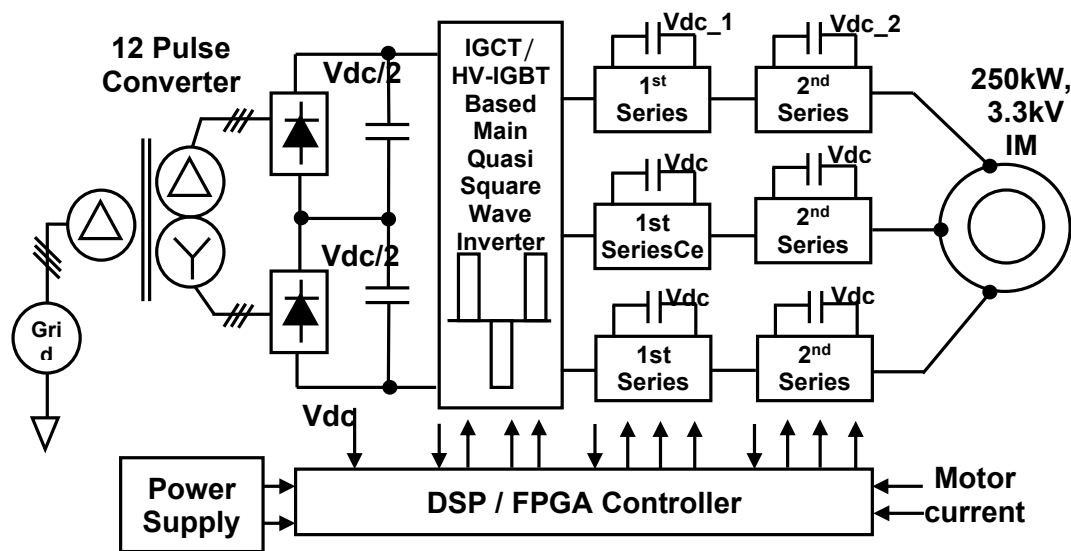 12 Pulse
Converter
Vdc/2
Vdc/2
Vdc
Gri
d
IGCT/
HV-IGBT
Based
Main
Quasi
Square
Wave
Inverter
Vdc_1
1st
Series
Vdc_2
2nd
Series
Vdc
1st
SeriesCe
Vdc
2nd
Series
Vdc
1st
Series
Vdc
2nd
Series
250kW,
3.3kV
IM
Power
Supply
DSP / FPGA Controller
Motor
current